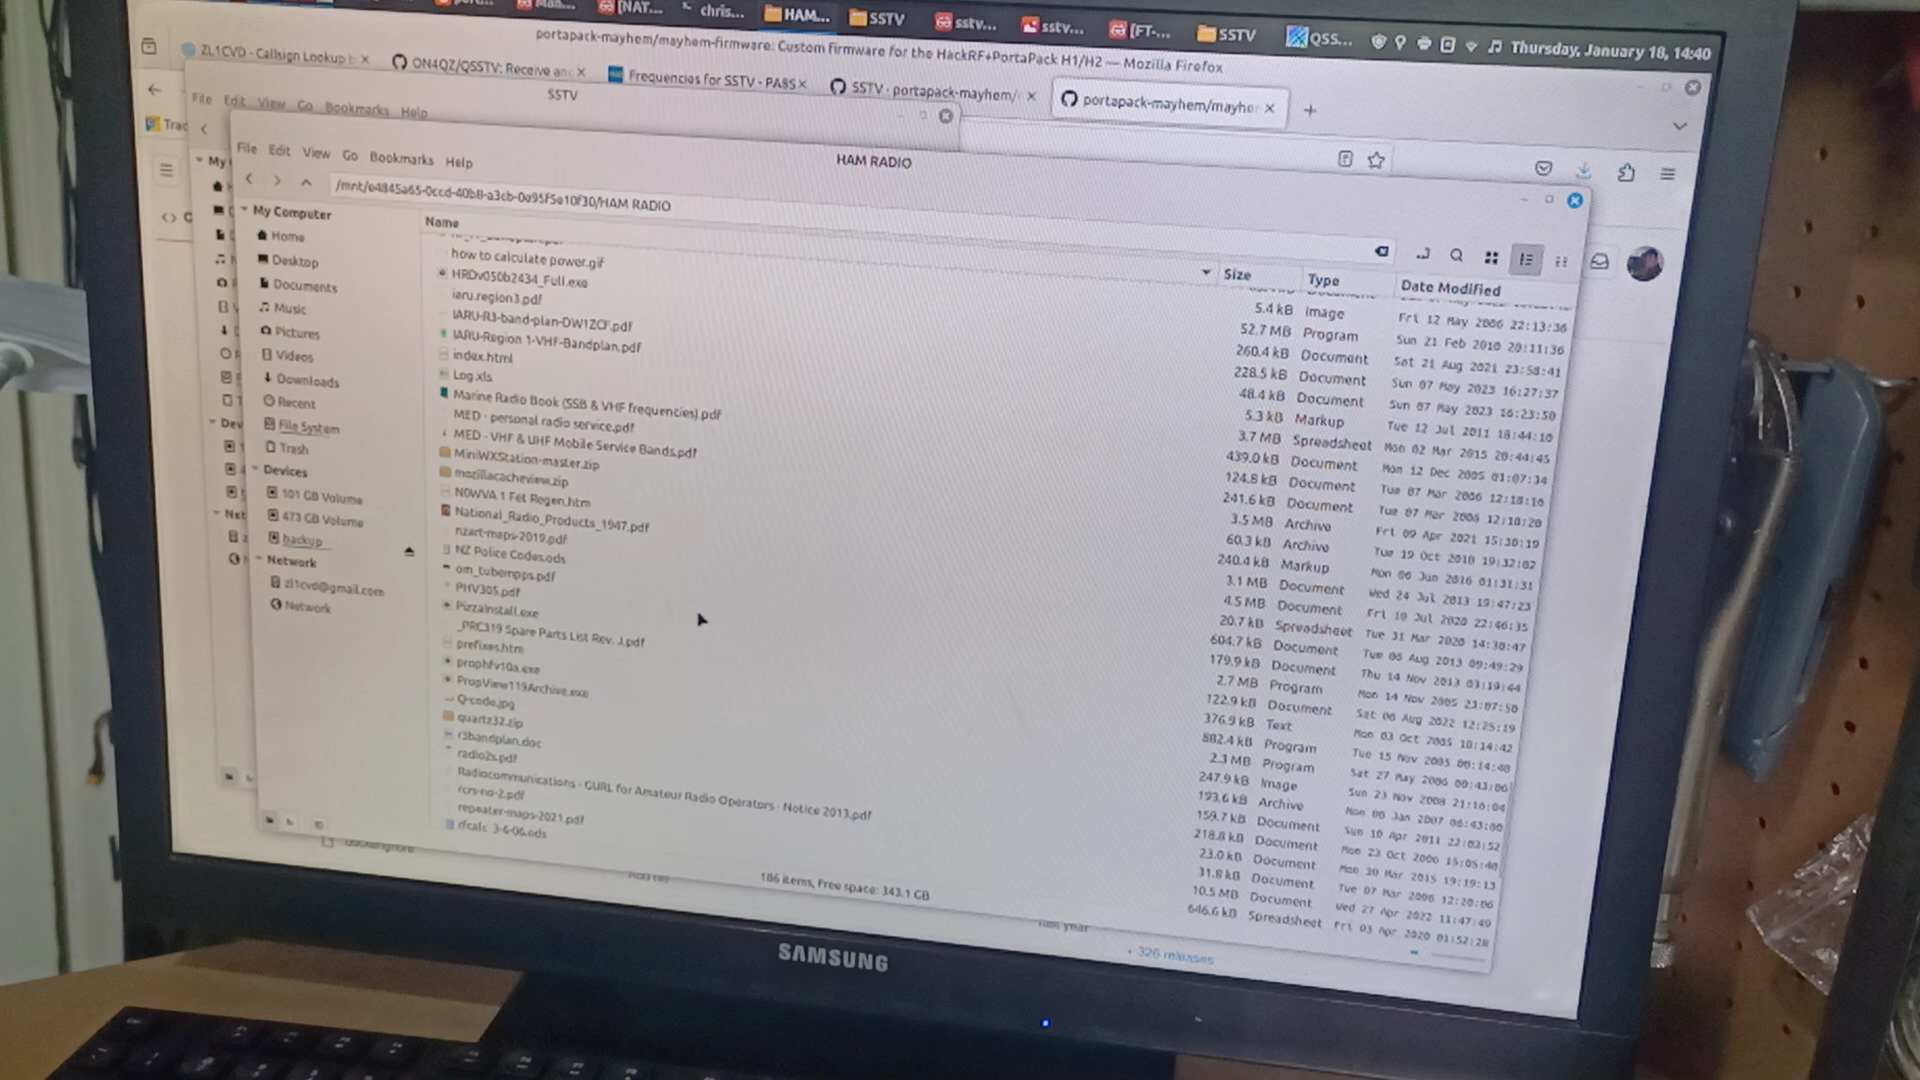 HAM...
SSTV
sstv...
sstv...
[FT-...
SSTV
QSS...
Thursday, January 18, 14:40
[NAT...
chris...
portapack-mayhem/mayhem-firmware: Custom firmware for the HackRF+PortaPack H1/H2 — Mozilla Firefox
ZL1CVD - Callsign Lookup
ON4QZ/QSSTV: Receive an
Frequencies for SSTV - PA8S
SSTV · portapack-mayhem/
portapack-mayhem/mayhe
File Edit View Go Bookmarks Help
SSTV
File Edit View Go Bookmarks Help
HAM RADIO
/mnt/e4845a65-0ccd-40b8-a3cb-0e95f5e10f30/HAM RADIO
My Computer
Home
Desktop
Documents
Music
Pictures
Videos
Downloads
Recent
File System
Trash
Devices
101 GB Volume
473 GB Volume
backup
Network
zl1cvd@gmail.com
Network
Name Size Type Date Modified
how to calculate power.gif 5.4 kB Image Fri 12 May 2006 22:13:36
HRDv050b2434_Full.exe 52.7 MB Program Sun 21 Feb 2010 20:11:36
iaru.region3.pdf 260.4 kB Document Sat 21 Aug 2021 23:58:41
IARU-R3-band-plan-DW1ZCF.pdf 228.5 kB Document Sun 07 May 2023 16:27:37
IARU-Region 1-VHF-Bandplan.pdf 48.4 kB Document Sun 07 May 2023 16:23:50
index.html 5.3 kB Markup Tue 12 Jul 2011 18:44:10
Log.xls 3.7 MB Spreadsheet Mon 02 Mar 2015 20:44:45
Marine Radio Book (SSB & VHF frequencies).pdf 439.0 kB Document Mon 12 Dec 2005 01:07:34
MED - personal radio service.pdf 124.8 kB Document Tue 07 Mar 2006 12:18:16
MED - VHF & UHF Mobile Service Bands.pdf 241.6 kB Document Tue 07 Mar 2006 12:18:20
MiniWXStation-master.zip 3.5 MB Archive Fri 09 Apr 2021 15:30:19
mozillacacheview.zip 60.3 kB Archive Tue 19 Oct 2010 19:32:02
N0WVA 1 Fet Regen.htm 240.4 kB Markup Mon 06 Jun 2016 01:31:31
National_Radio_Products_1947.pdf 3.1 MB Document Wed 24 Jul 2013 19:47:23
nzart-maps-2019.pdf 4.5 MB Document Fri 10 Jul 2020 22:46:35
NZ Police Codes.ods 20.7 kB Spreadsheet Tue 31 Mar 2020 14:30:47
om_tubempps.pdf 604.7 kB Document Tue 06 Aug 2013 09:49:29
PHV305.pdf 179.9 kB Document Thu 14 Nov 2013 03:19:44
PizzaInstall.exe 2.7 MB Program Mon 14 Nov 2005 23:07:50
_PRC319 Spare Parts List Rev. J.pdf 122.9 kB Document Sat 06 Aug 2022 12:25:19
prefixes.htm 376.9 kB Text Mon 03 Oct 2005 10:14:42
prophfv10a.exe 802.4 kB Program Tue 15 Nov 2005 00:14:40
PropView119Archive.exe 2.3 MB Program Sat 27 May 2006 00:43:06
Q-code.jpg 247.9 kB Image Sun 23 Nov 2008 21:16:04
quartz32.zip 193.6 kB Archive Mon 08 Jan 2007 06:43:00
r3bandplan.doc 159.7 kB Document Sun 10 Apr 2011 22:03:52
radio2s.pdf 218.8 kB Document Mon 23 Oct 2006 15:05:40
Radiocommunications - GURL for Amateur Radio Operators - Notice 2013.pdf 23.0 kB Document Mon 30 Mar 2015 19:19:13
rcrs-no-2.pdf 31.8 kB Document Tue 07 Mar 2006 12:20:06
repeater-maps-2021.pdf 10.5 MB Document Wed 27 Apr 2022 11:47:49
rfcalc 3-6-06.ods 646.6 kB Spreadsheet Fri 03 Apr 2020 01:52:28
186 items, Free space: 343.1 GB
last year
+ 326 releases
SAMSUNG